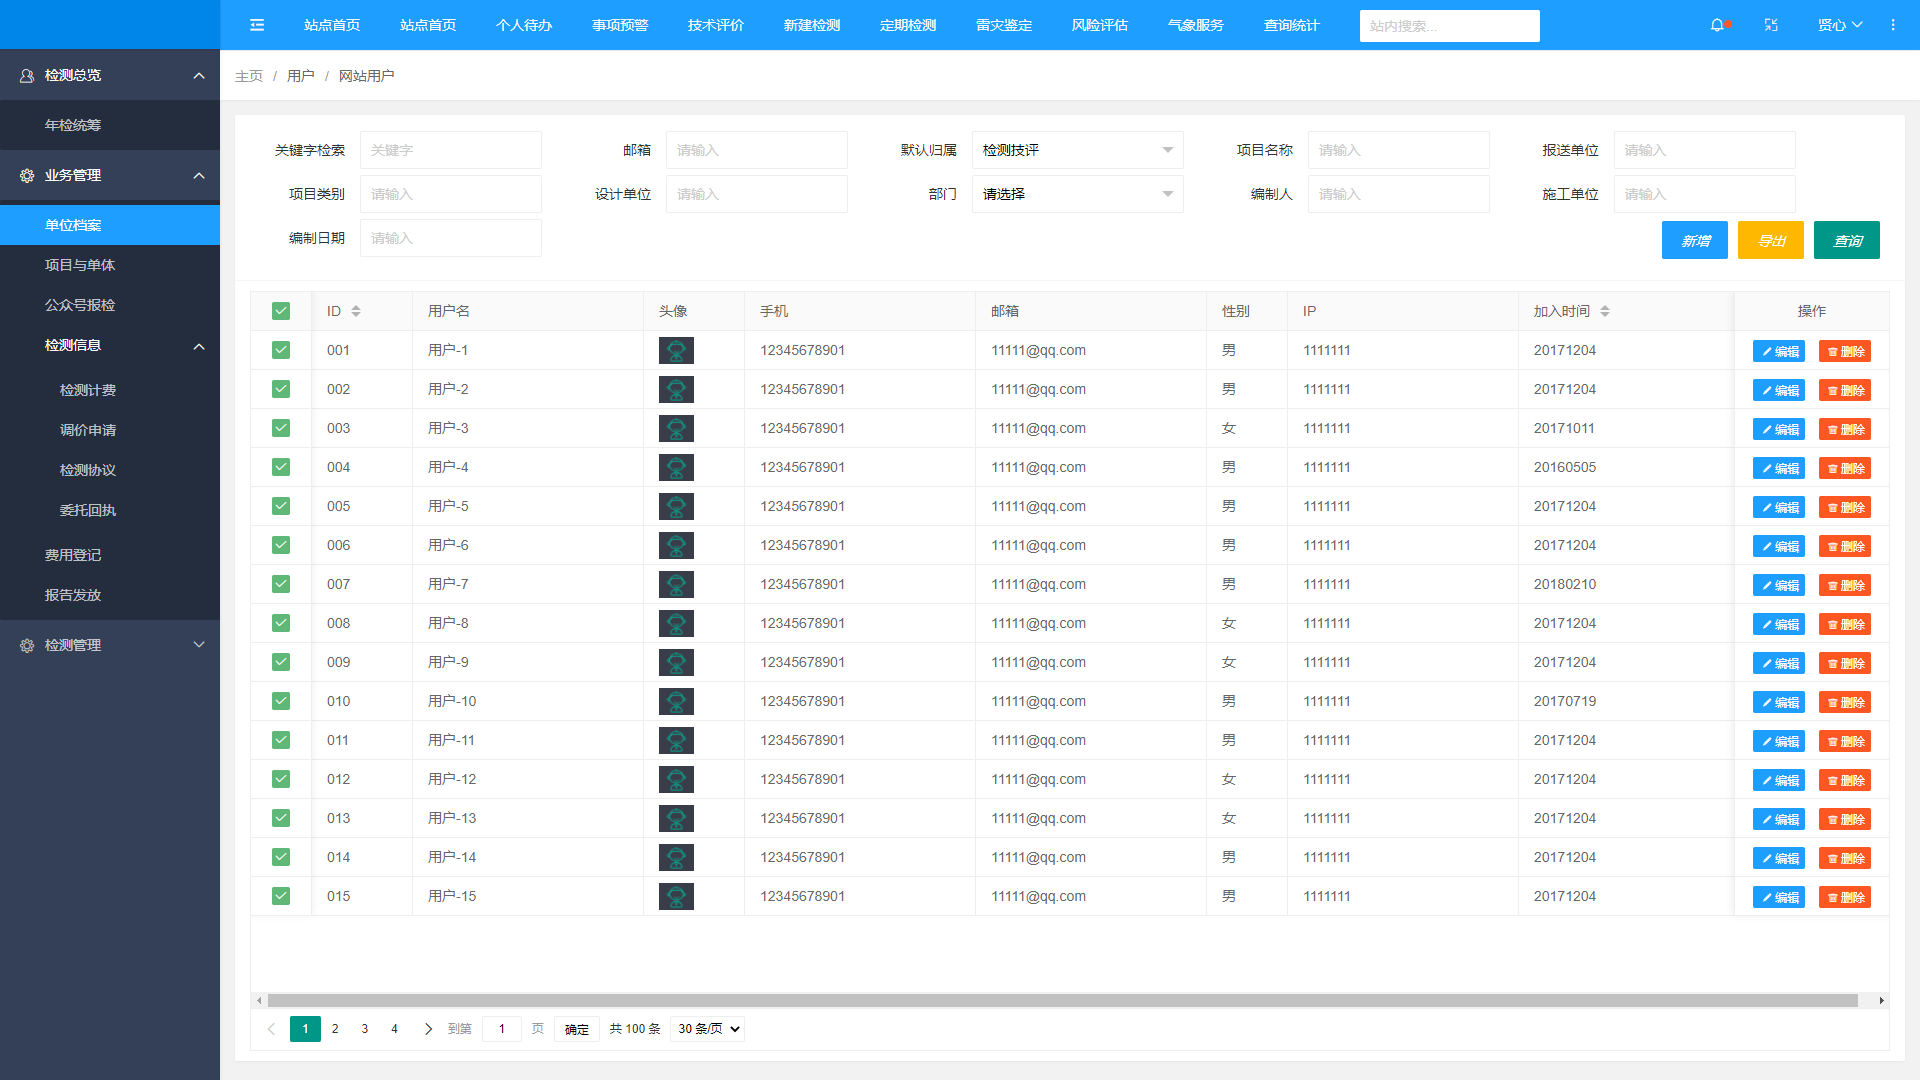 站点首页 站点首页 个人待办 事项预警 技术评价 新建检测 定期检测 雷灾鉴定 风险评估 气象服务 查询统计 站内搜索... 贤心
检测总览
年检统筹
业务管理
单位档案
项目与单体
公众号报检
检测信息
检测计费
调价申请
检测协议
委托回执
费用登记
报告发放
检测管理
主页 / 用户 / 网站用户
关键字检索 关键字 邮箱 请输入 默认归属 检测技评 项目名称 请输入 报送单位 请输入
项目类别 请输入 设计单位 请输入 部门 请选择 编制人 请输入 施工单位 请输入
编制日期 请输入 新增 导出 查询
ID 用户名 头像 手机 邮箱 性别 IP 加入时间 操作
001 用户-1 12345678901 11111@qq.com 男 1111111 20171204 编辑 删除
002 用户-2 12345678901 11111@qq.com 男 1111111 20171204 编辑 删除
003 用户-3 12345678901 11111@qq.com 女 1111111 20171011 编辑 删除
004 用户-4 12345678901 11111@qq.com 男 1111111 20160505 编辑 删除
005 用户-5 12345678901 11111@qq.com 男 1111111 20171204 编辑 删除
006 用户-6 12345678901 11111@qq.com 男 1111111 20171204 编辑 删除
007 用户-7 12345678901 11111@qq.com 男 1111111 20180210 编辑 删除
008 用户-8 12345678901 11111@qq.com 女 1111111 20171204 编辑 删除
009 用户-9 12345678901 11111@qq.com 女 1111111 20171204 编辑 删除
010 用户-10 12345678901 11111@qq.com 男 1111111 20170719 编辑 删除
011 用户-11 12345678901 11111@qq.com 男 1111111 20171204 编辑 删除
012 用户-12 12345678901 11111@qq.com 女 1111111 20171204 编辑 删除
013 用户-13 12345678901 11111@qq.com 女 1111111 20171204 编辑 删除
014 用户-14 12345678901 11111@qq.com 男 1111111 20171204 编辑 删除
015 用户-15 12345678901 11111@qq.com 男 1111111 20171204 编辑 删除
1 2 3 4 到第 1 页 确定 共 100 条 30 条/页